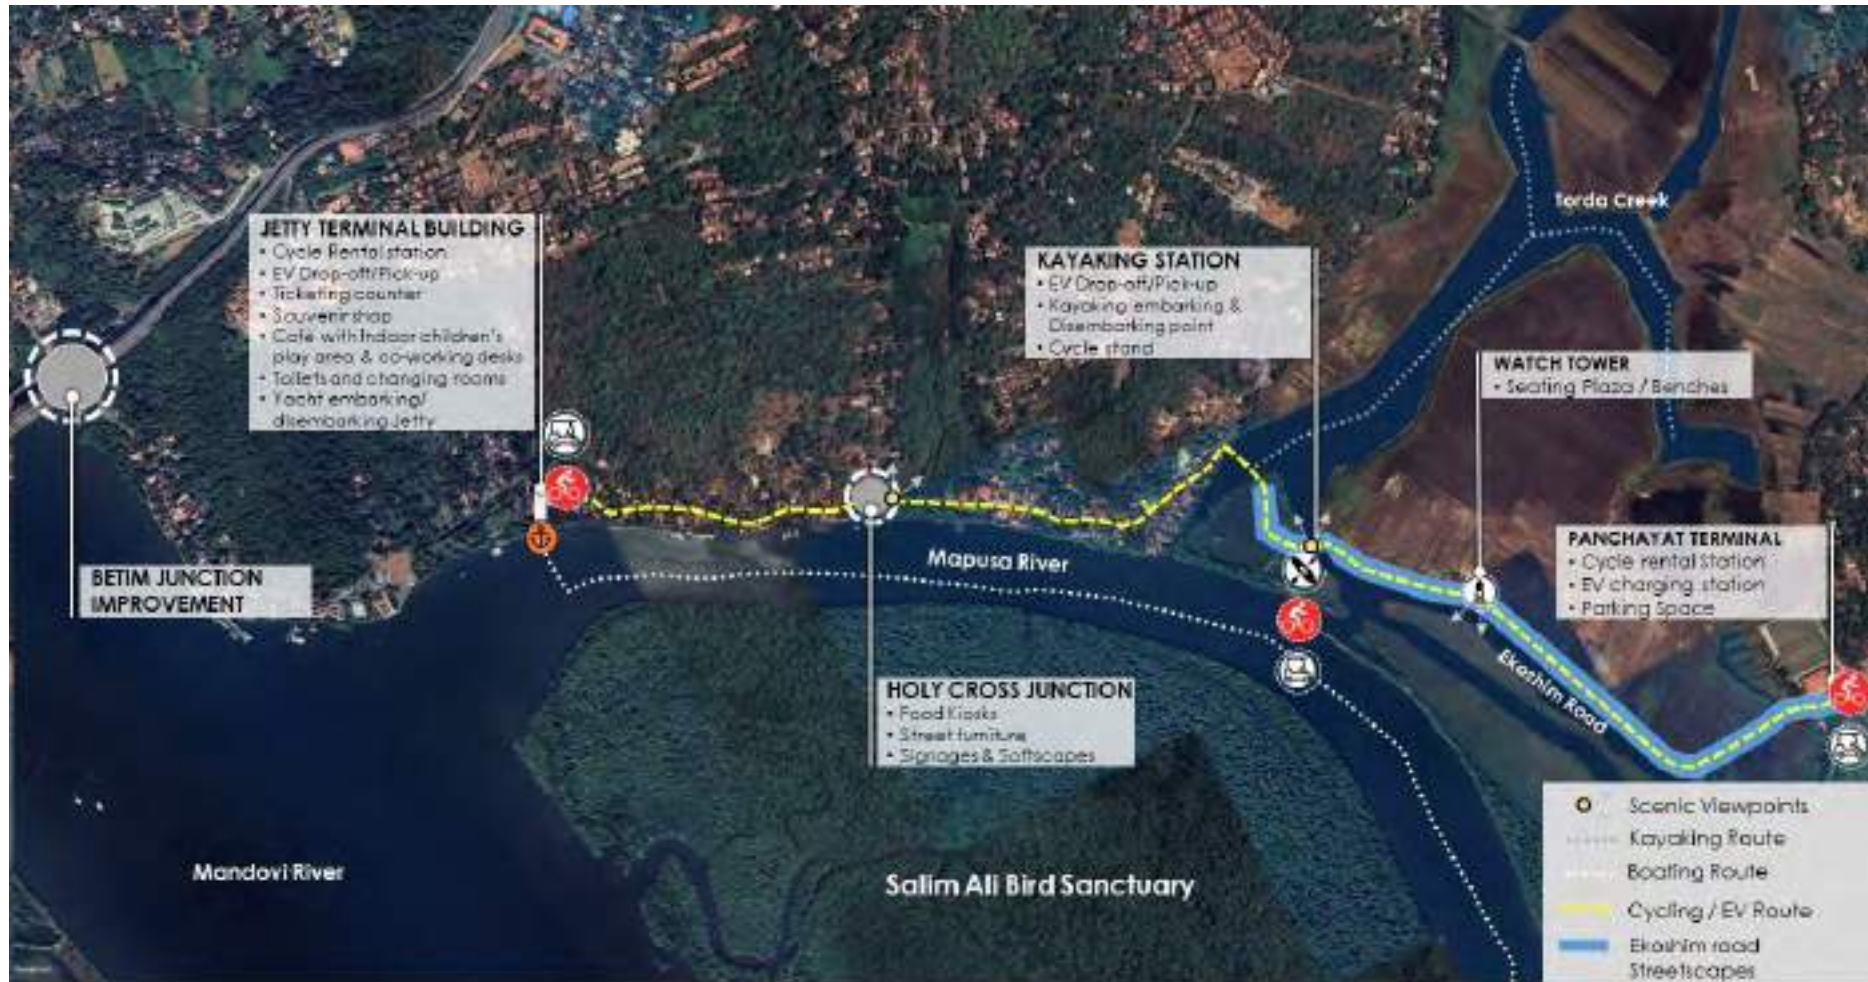 JETTY TERMINAL BUILDING
• Cycle Rental station
• EV Drop-off/Pick-up
• Ticketing counter
• Souvenir shop
• Café with Indoor children's
play area & co-working desks
• Toilets and changing rooms
• Yacht embarking/
disembarking Jetty
KAYAKING STATION
• EV Drop-off/Pick-up
• Kayaking embarking &
Disembarking point
• Cycle stand
Torda Creek
WATCH TOWER
• Seating Plaza / Benches
PANCHAYAT TERMINAL
• Cycle rental Station
• EV charging station
• Parking Space
BETIM JUNCTION
IMPROVEMENT
Mapusa River
Ekoshim Road
HOLY CROSS JUNCTION
• Food Kiosks
• Street furniture
• Signages & Softscapes
Mandovi River
Salim Ali Bird Sanctuary
Scenic Viewpoints
Kayaking Route
Boating Route
Cycling / EV Route
Ekoshim road
Streetscapes